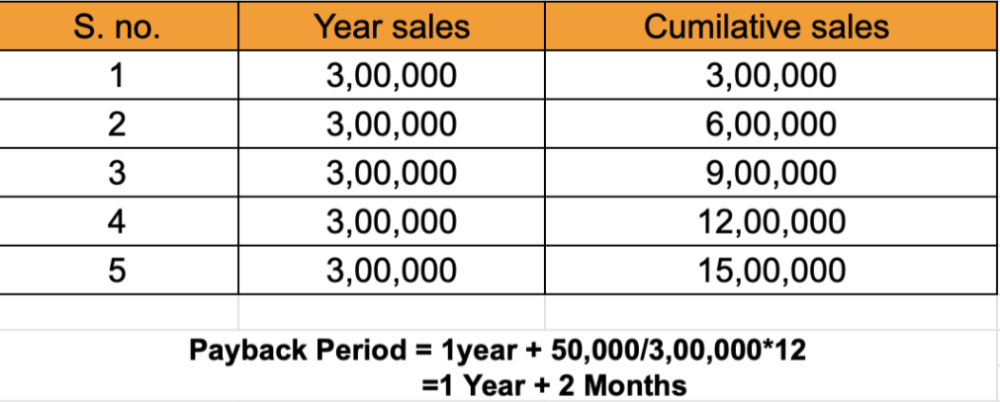 S. no. Year sales Cumilative sales
1 3,00,000 3,00,000
2 3,00,000 6,00,000
3 3,00,000 9,00,000
4 3,00,000 12,00,000
5 3,00,000 15,00,000
Payback Period = 1year + 50,000/3,00,000*12
=1 Year + 2 Months